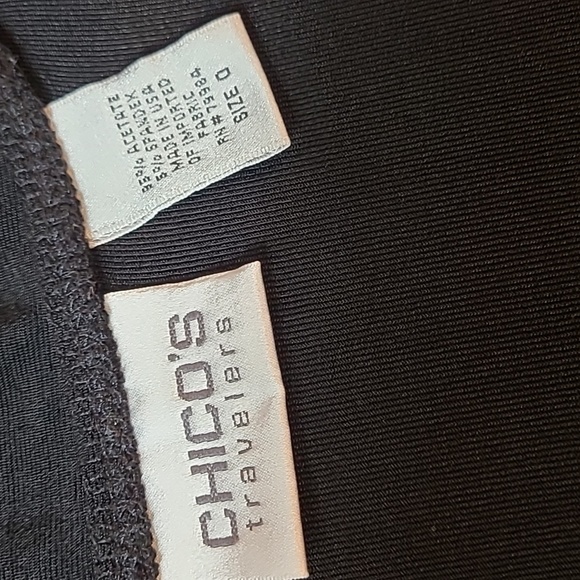 95% ACETATE
5% SPANDEX
MADE IN USA
OF IMPORTED
FABRIC
RN# 79984
SIZE 0
CHICO'S
travelers